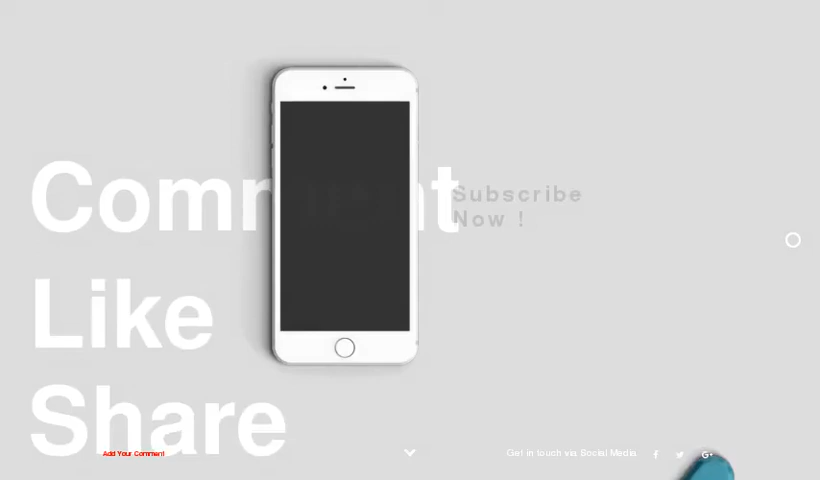 Comment
Subscribe
Now !
Like
Share
Add Your Comment
Get in touch via Social Media